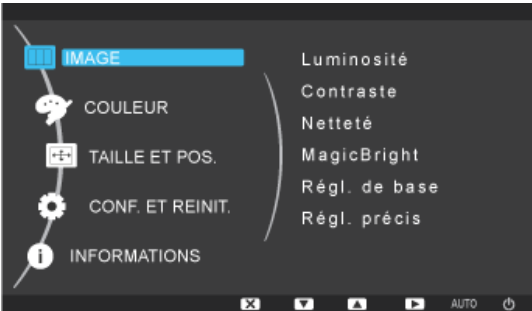 IMAGE
COULEUR
TAILLE ET POS.
CONF. ET REINIT.
INFORMATIONS
Luminosité
Contraste
Netteté
MagicBright
Régl. de base
Régl. précis
AUTO